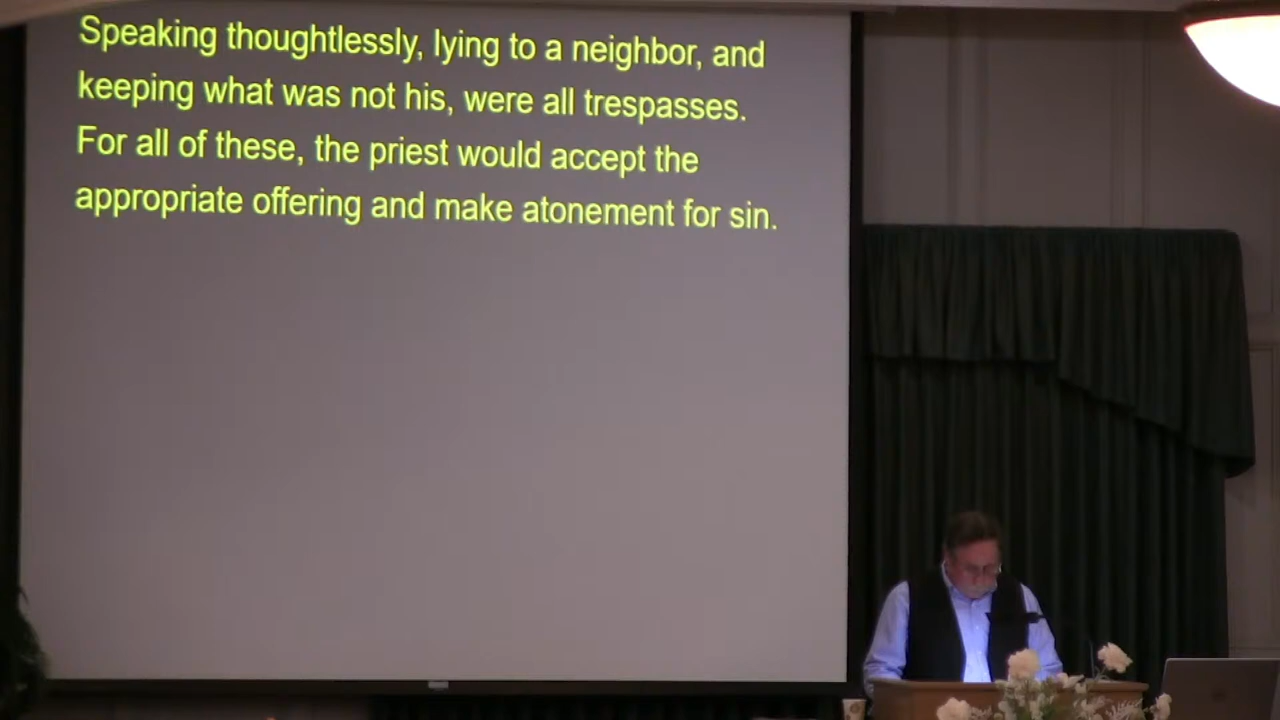 Speaking thoughtlessly, lying to a neighbor, and
keeping what was not his, were all trespasses.
For all of these, the priest would accept the
appropriate offering and make atonement for sin.